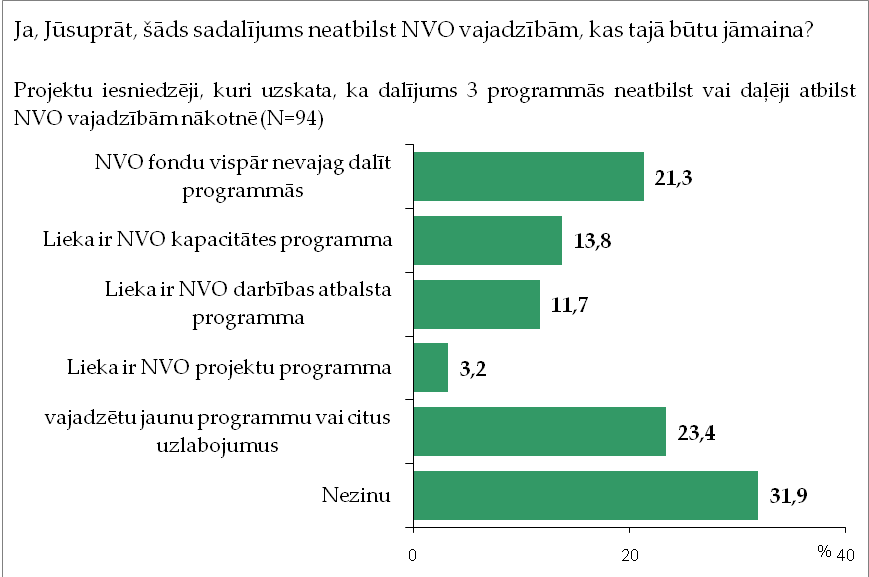 Ja, Jūsuprāt, šāds sadalījums neatbilst NVO vajadzībām, kas tajā būtu jāmaina?
Projektu iesniedzēji, kuri uzskata, ka dalījums 3 programmās neatbilst vai daļēji atbilst
NVO vajadzībām nākotnē (N=94)
NVO fondu vispār nevajag dalīt
programmās
21,3
Lieka ir NVO kapacitātes programma
13,8
Lieka ir NVO darbības atbalsta
programma
11,7
Lieka ir NVO projektu programma
3,2
vajadzētu jaunu programmu vai citus
uzlabojumus
23,4
Nezinu
31,9
0 20 % 40